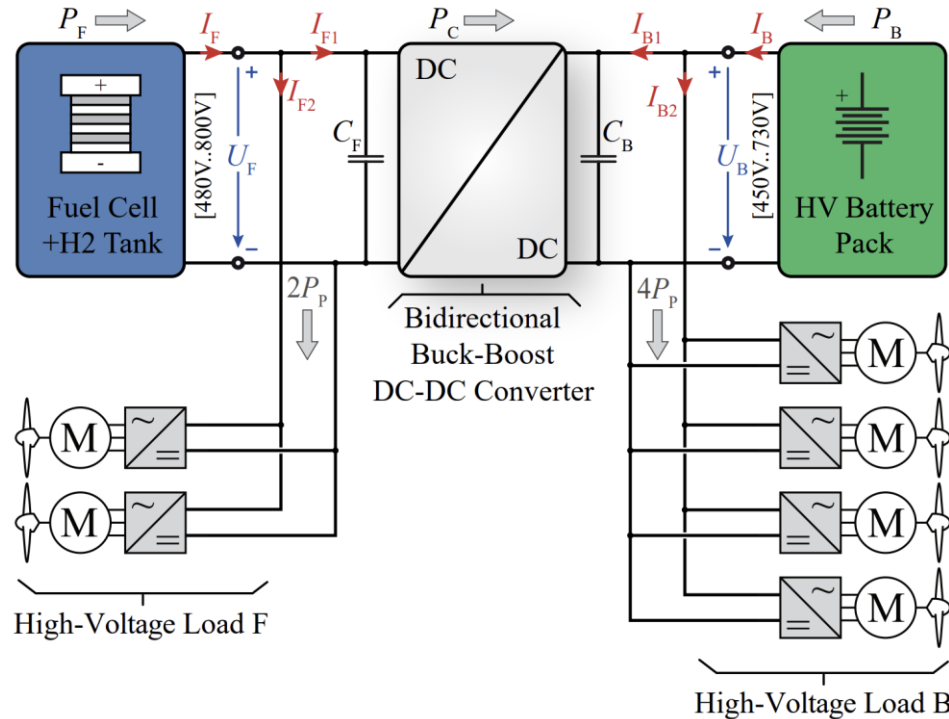 P_F
I_F
I_F1
P_C
I_B1
I_B
P_B
+
-
Fuel Cell
+H2 Tank
[480V..800V]
+
U_F
−
I_F2
C_F
DC
DC
C_B
I_B2
+
U_B
−
[450V..730V]
+
HV Battery
Pack
2P_P
4P_P
Bidirectional
Buck-Boost
DC-DC Converter
M
~
=
M
~
=
High-Voltage Load F
~
=
M
~
=
M
~
=
M
~
=
M
High-Voltage Load B